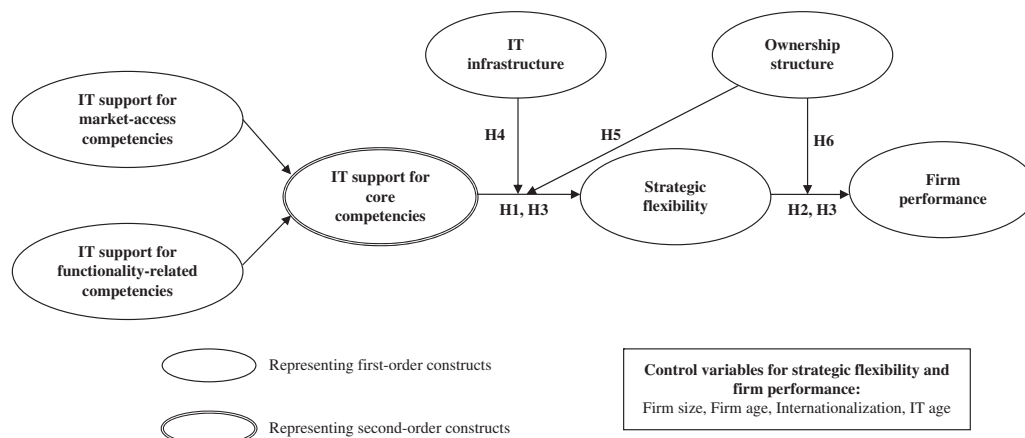 IT
infrastructure
Ownership
structure
IT support for
market-access
competencies
H4
H5
H6
IT support for
core
competencies
H1, H3
Strategic
flexibility
H2, H3
Firm
performance
IT support for
functionality-related
competencies
Representing first-order constructs
Representing second-order constructs
Control variables for strategic flexibility and
firm performance:
Firm size, Firm age, Internationalization, IT age